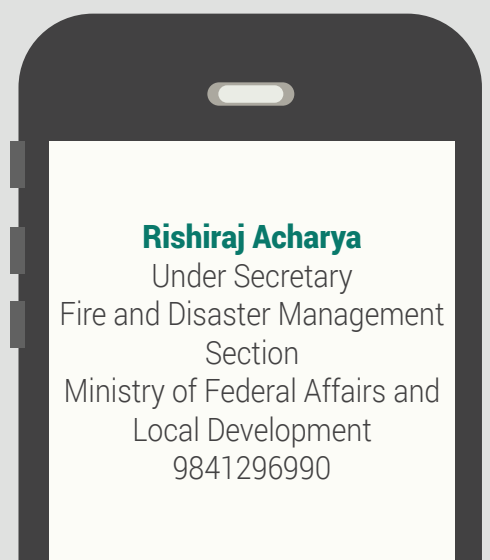 Rishiraj Acharya
Under Secretary
Fire and Disaster Management
Section
Ministry of Federal Affairs and
Local Development
9841296990